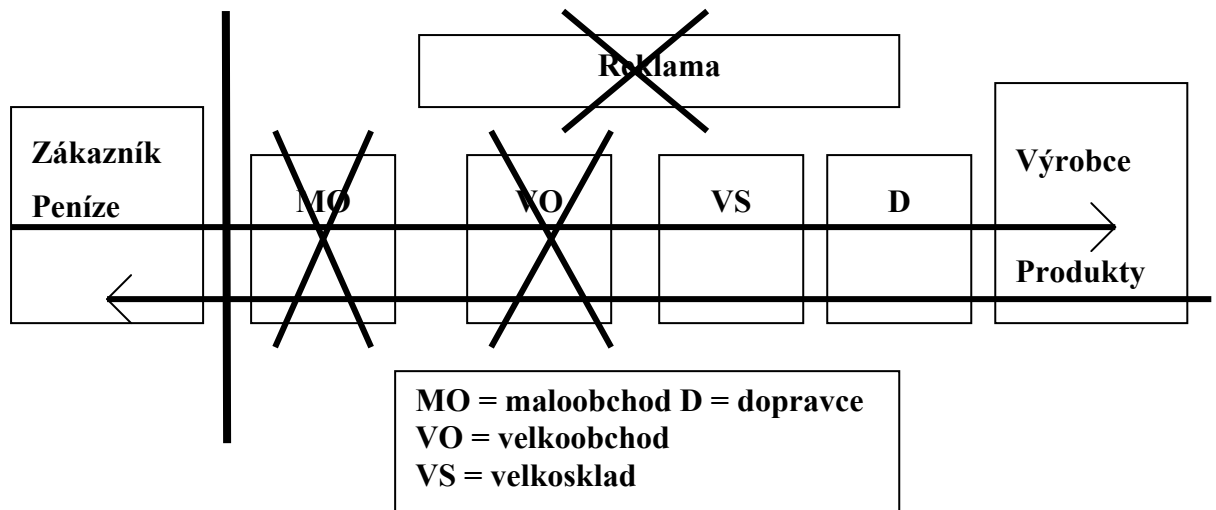 Reklama
Zákazník
Peníze
MO
VO
VS
D
Výrobce
Produkty
MO = maloobchod D = dopravce
VO = velkoobchod
VS = velkosklad